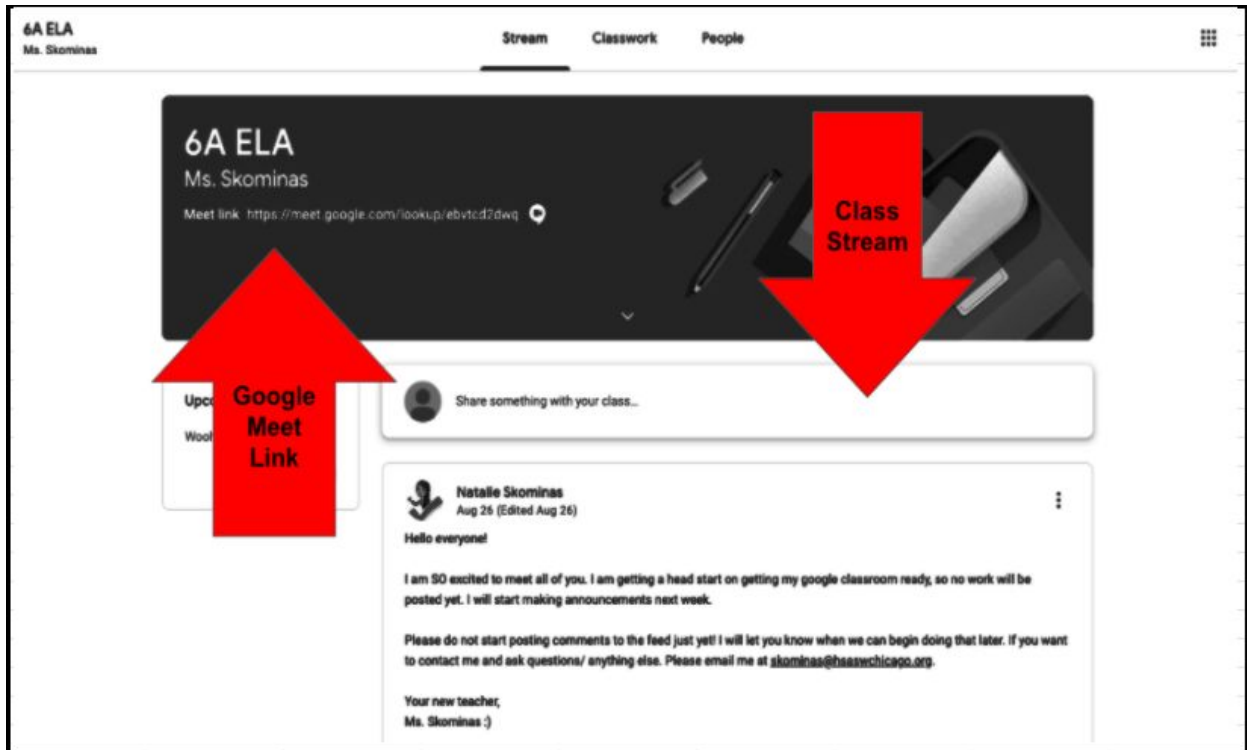 6A ELA
Ms. Skominas
Stream Classwork People
6A ELA
Ms. Skominas
Meet link https://meet.google.com/lookup/ebvtcd2dwq
Class
Stream
Google
Meet
Link
Upco
Wooh
Share something with your class...
Natalie Skominas
Aug 26 (Edited Aug 26)
Hello everyone!
I am SO excited to meet all of you. I am getting a head start on getting my google classroom ready, so no work will be
posted yet. I will start making announcements next week.
Please do not start posting comments to the feed just yet! I will let you know when we can begin doing that later. If you want
to contact me and ask questions/ anything else. Please email me at skominas@hsaswchicago.org.
Your new teacher,
Ms. Skominas :)